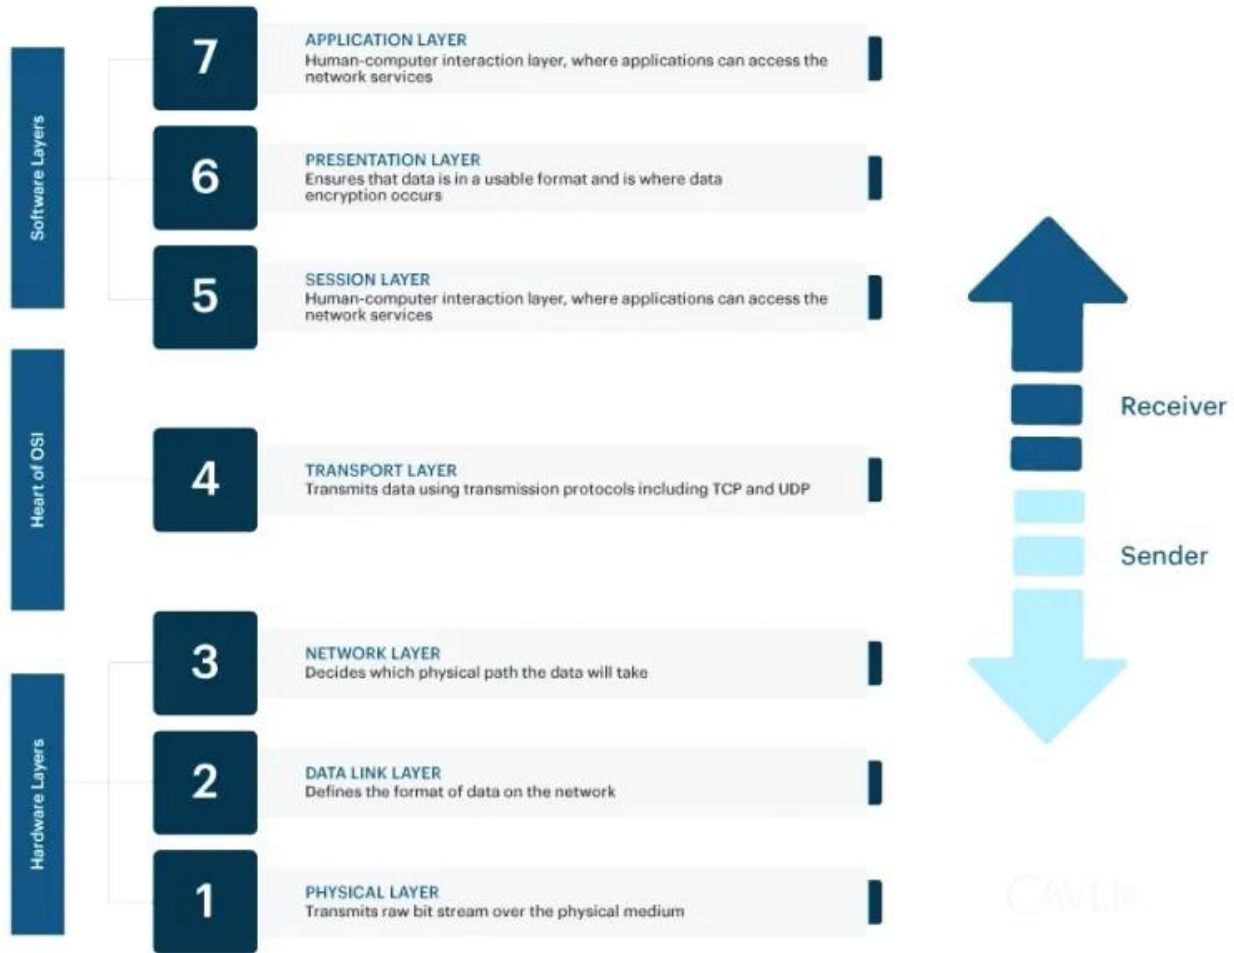 Software Layers
7
APPLICATION LAYER
Human-computer interaction layer, where applications can access the
network services
6
PRESENTATION LAYER
Ensures that data is in a usable format and is where data
encryption occurs
5
SESSION LAYER
Human-computer interaction layer, where applications can access the
network services
Heart of OSI
4
TRANSPORT LAYER
Transmits data using transmission protocols including TCP and UDP
Hardware Layers
3
NETWORK LAYER
Decides which physical path the data will take
2
DATA LINK LAYER
Defines the format of data on the network
1
PHYSICAL LAYER
Transmits raw bit stream over the physical medium
Receiver
Sender